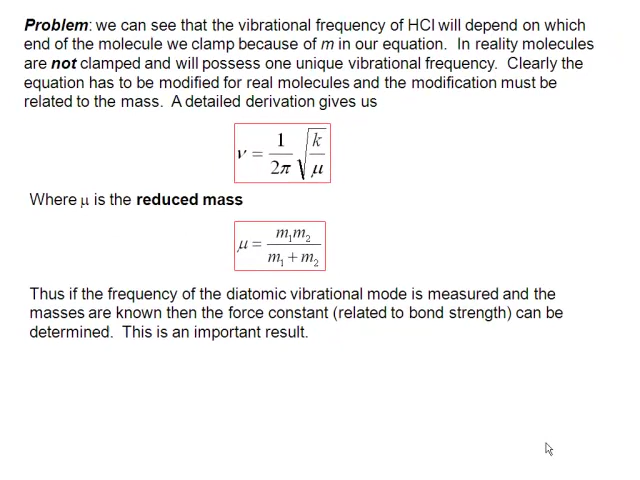 Problem: we can see that the vibrational frequency of HCl will depend on which
end of the molecule we clamp because of m in our equation. In reality molecules
are not clamped and will possess one unique vibrational frequency. Clearly the
equation has to be modified for real molecules and the modification must be
related to the mass. A detailed derivation gives us
ν = 1/2π √k/μ
Where μ is the reduced mass
μ = m₁m₂/m₁ + m₂
Thus if the frequency of the diatomic vibrational mode is measured and the
masses are known then the force constant (related to bond strength) can be
determined. This is an important result.